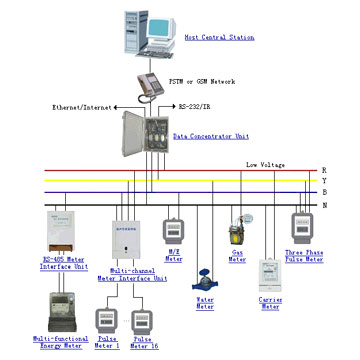 Host Central Station
PSTM or GSM Network
Ethernet/Internet
RS-232/IR
Data Concentrator Unit
Low Voltage
R
Y
B
N
RS-485 Meter
Interface Unit
Multi-channel
Meter Interface Unit
M/E
Meter
Water
Meter
Gas
Meter
Carrier
Meter
Three Phase
Pulse Meter
Multi-functional
Energy Meter
Pulse
Meter 1
Pulse
Meter 16